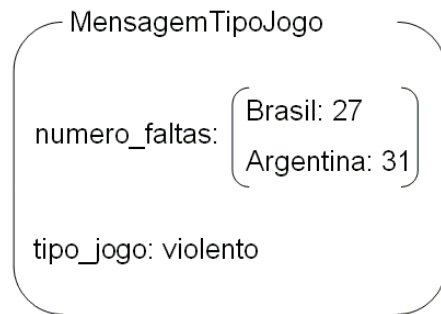 MensagemTipoJogo
Brasil: 27
numero_faltas:
Argentina: 31
tipo_jogo: violento